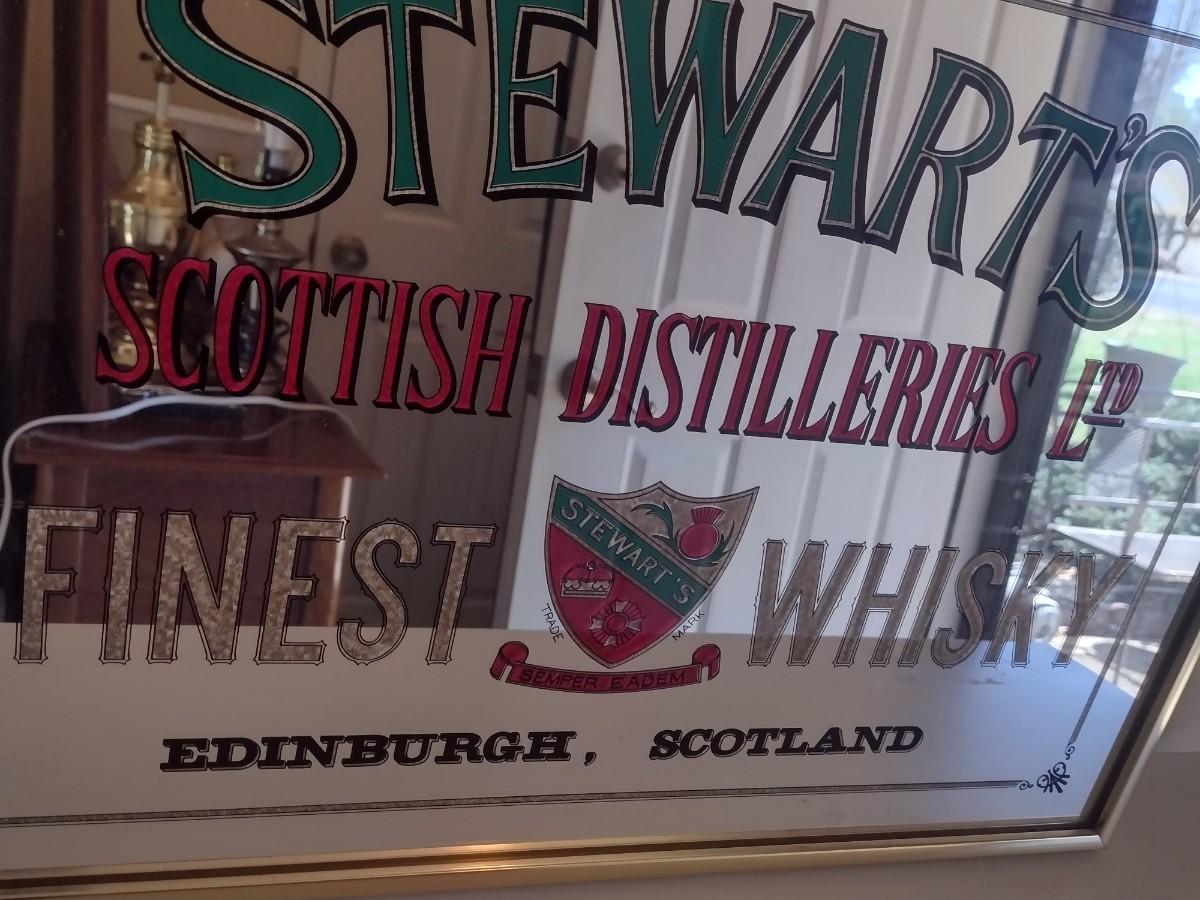 STEWART'S
SCOTTISH DISTILLERIES LTD
FINEST WHISKY
STEWART'S
TRADE MARK
SEMPER EADEM
EDINBURGH, SCOTLAND